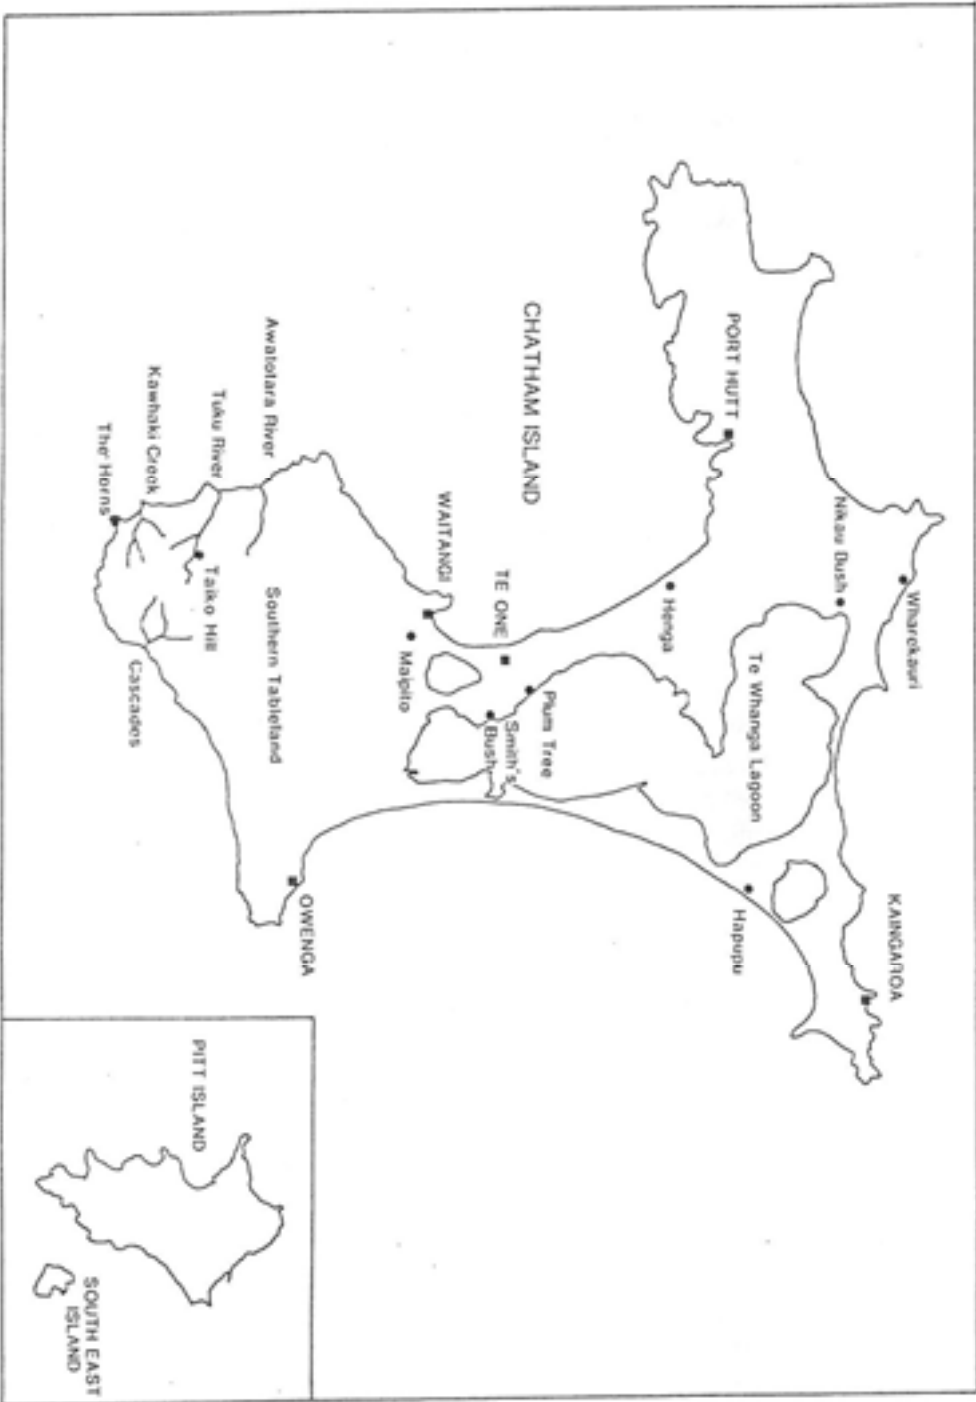 Wharekauri
KAINGAROA
Nikau Bush
PORT HUTT
Te Whanga Lagoon
Hapupu
Henga
CHATHAM ISLAND
TE ONE
Plum Tree
Smith's
Bush
WAITANGI
Maipito
Awatotara River
Southern Tableland
OWENGA
Tuku River
Taiko Hill
Kawhaki Creek
Cascades
The Horns
PITT ISLAND
SOUTH EAST
ISLAND